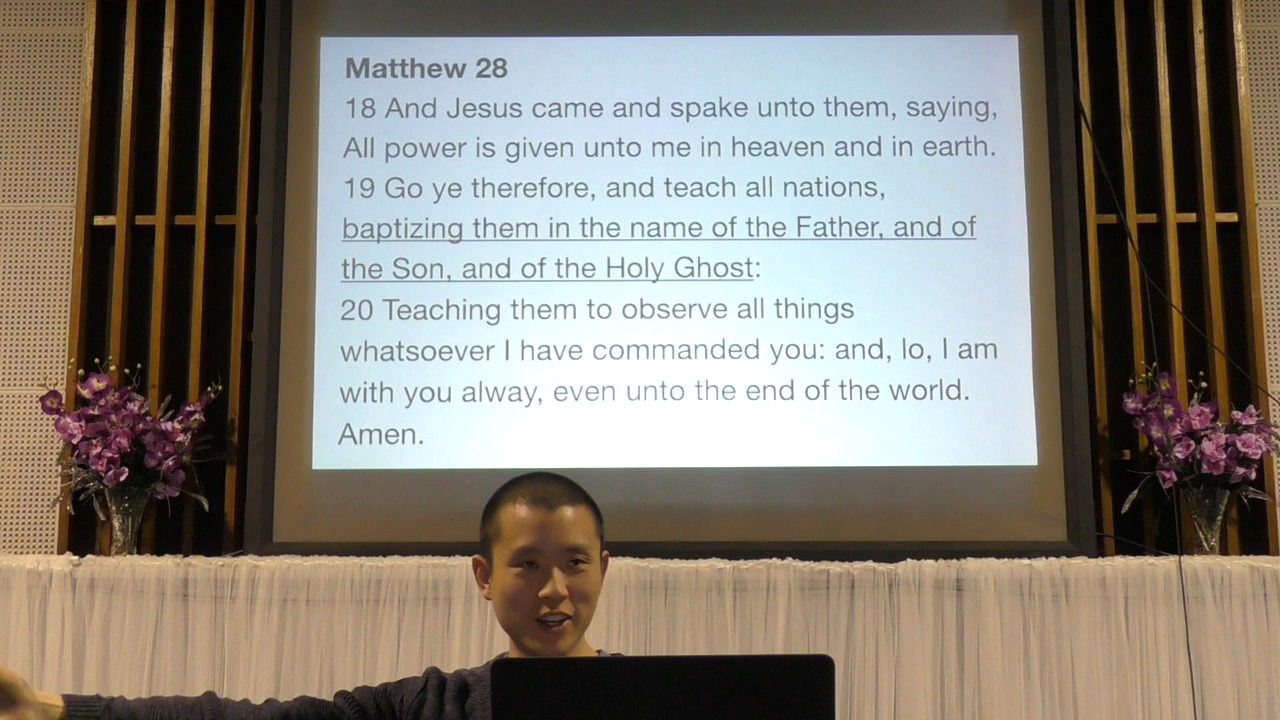 Matthew 28
18 And Jesus came and spake unto them, saying,
All power is given unto me in heaven and in earth.
19 Go ye therefore, and teach all nations,
baptizing them in the name of the Father, and of
the Son, and of the Holy Ghost:
20 Teaching them to observe all things
whatsoever I have commanded you: and, lo, I am
with you alway, even unto the end of the world.
Amen.